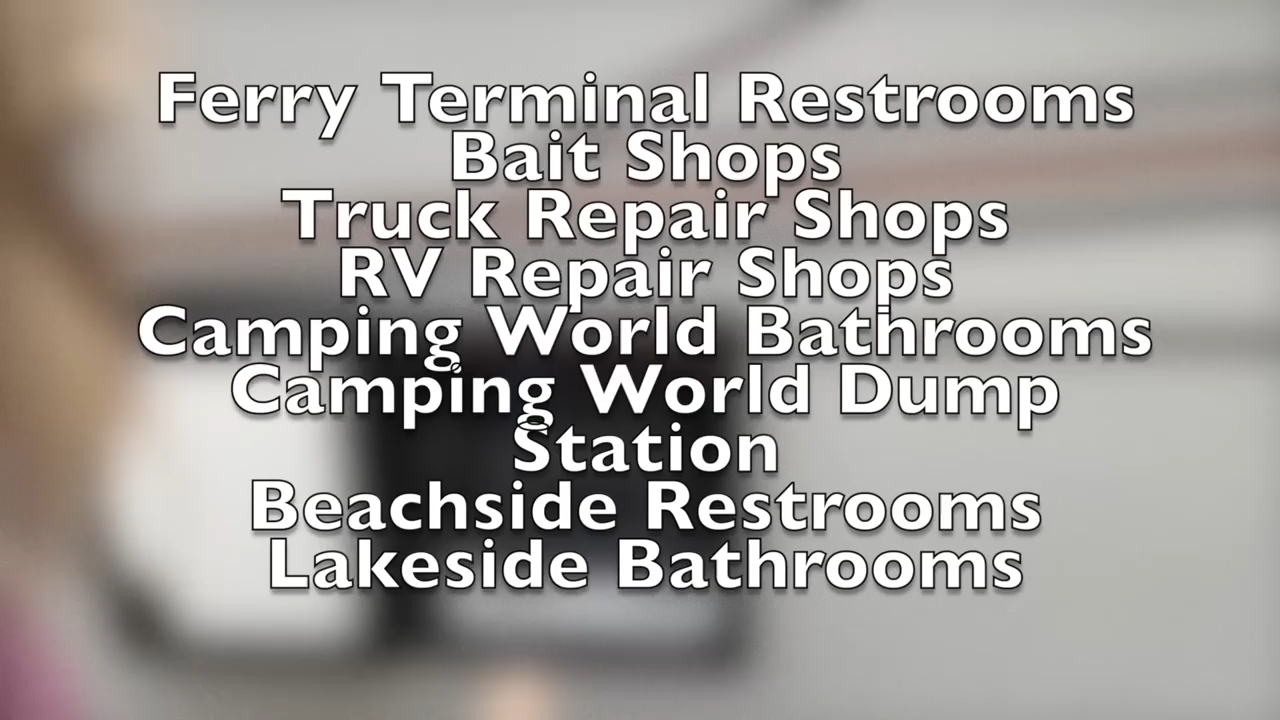 Ferry Terminal Restrooms
Bait Shops
Truck Repair Shops
RV Repair Shops
Camping World Bathrooms
Camping World Dump
Station
Beachside Restrooms
Lakeside Bathrooms